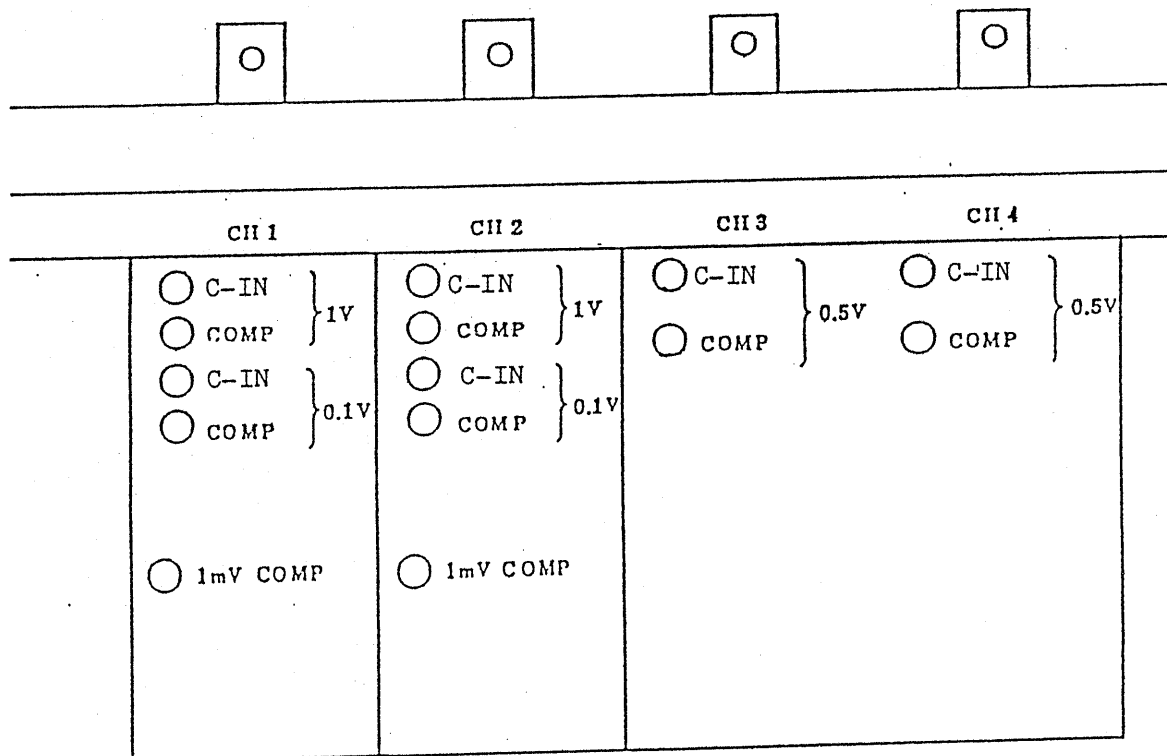 CH 1 CH 2 CH 3 CH 4
C-IN
COMP
1V
C-IN
COMP
0.1V
1mV COMP
C-IN
COMP
1V
C-IN
COMP
0.1V
1mV COMP
C-IN
COMP
0.5V
C-IN
COMP
0.5V